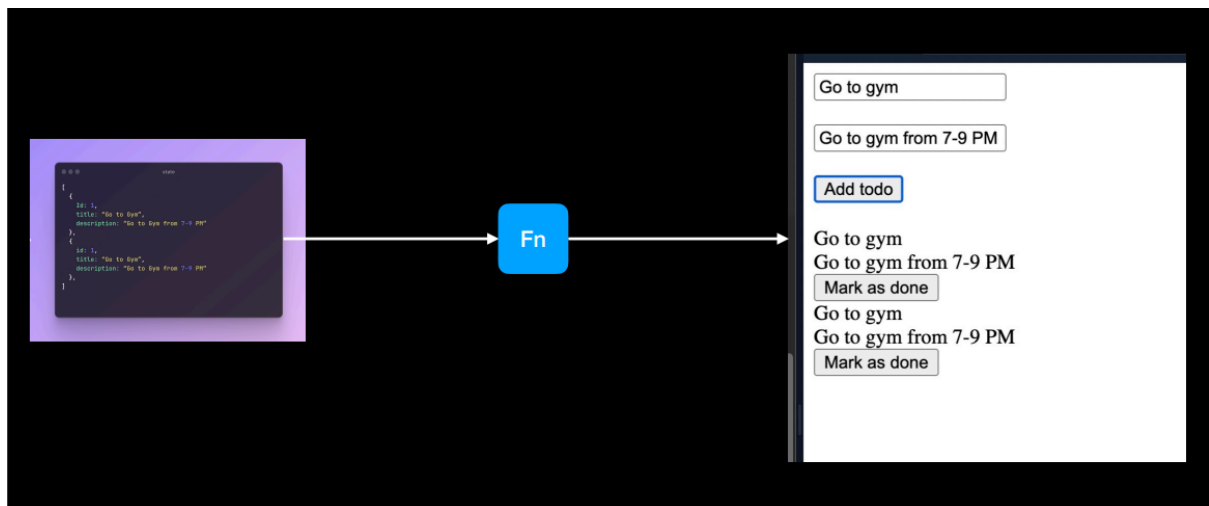 state
[
{
Id: 1,
title: “Go to Gym”,
description: “Go to Gym from 7-9 PM”
},
{
id: 1,
title: “Go to Gym”,
description: “Go to Gym from 7-9 PM”
},
]
Fn
Go to gym
Go to gym from 7-9 PM
Add todo
Go to gym
Go to gym from 7-9 PM
Mark as done
Go to gym
Go to gym from 7-9 PM
Mark as done